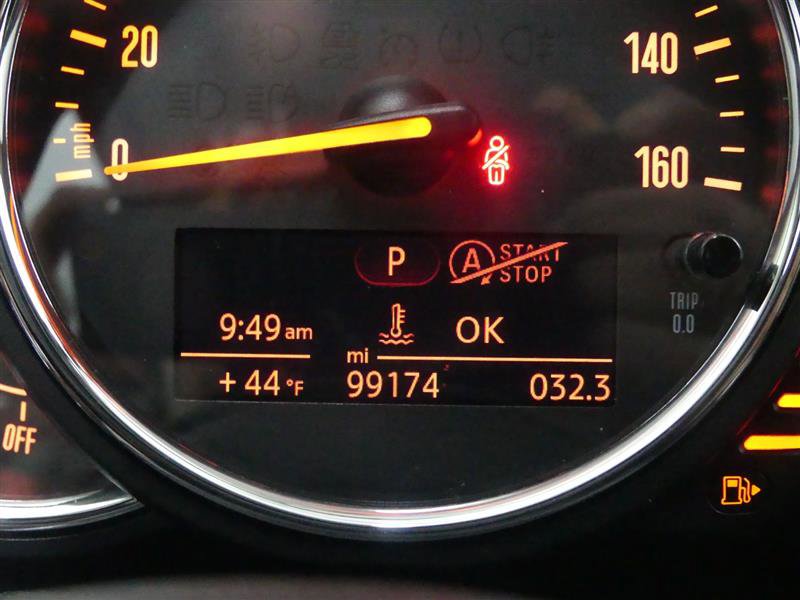 20
140
mph
0
160
P
A
START
STOP
TRIP
0.0
9:49 am
OK
mi
+ 44 °F
99174
032.3
OFF